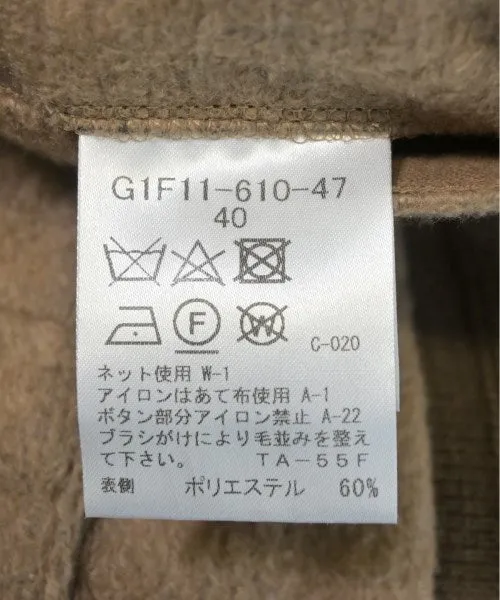 G1F11-610-47
40
F
W
C-020
ネット使用 W-1
アイロンはあて布使用 A-1
ボタン部分アイロン禁止 A-22
ブラシがけにより毛並みを整え
て下さい。 TA-55F
表側 ポリエステル 60%